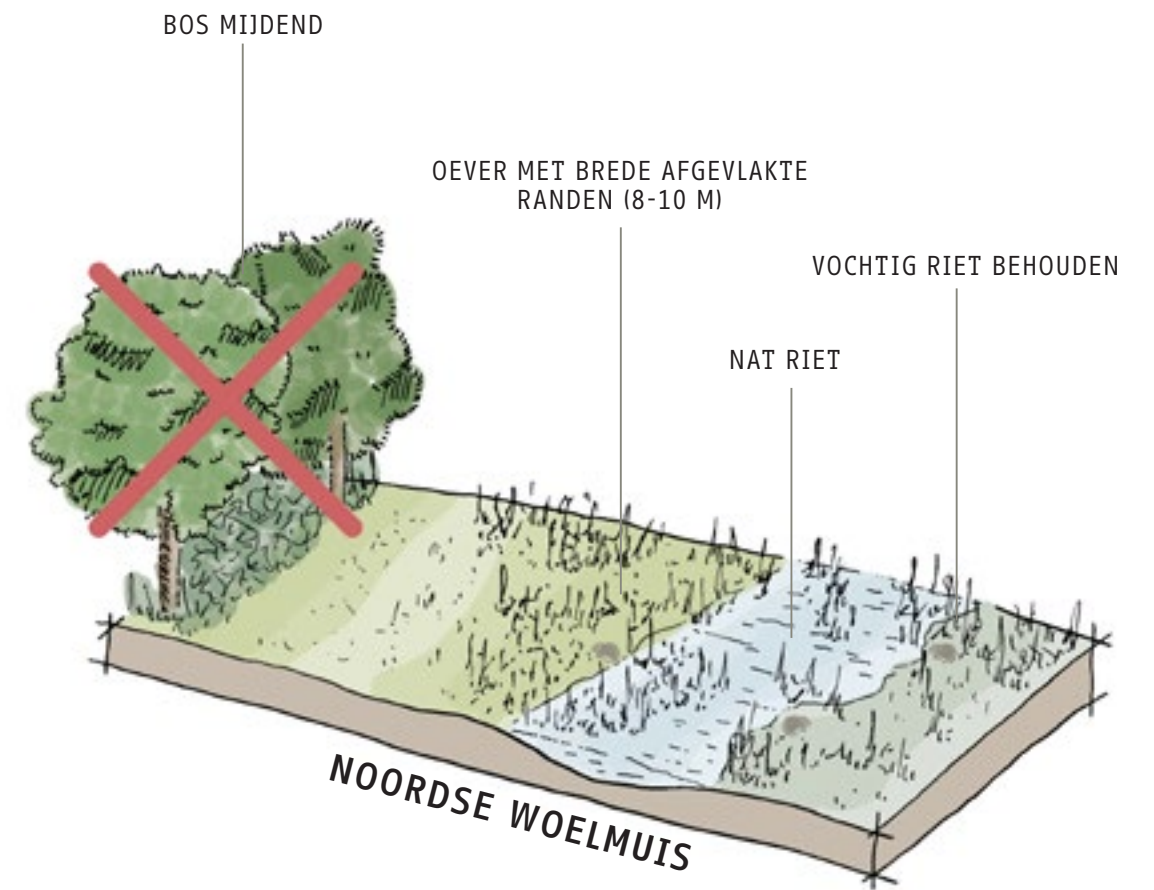 BOS MIJDEND
OEVER MET BREDE AFGEVLAKTE
RANDEN (8-10 M)
VOCHTIG RIET BEHOUDEN
NAT RIET
NOORDSE WOELMUIS